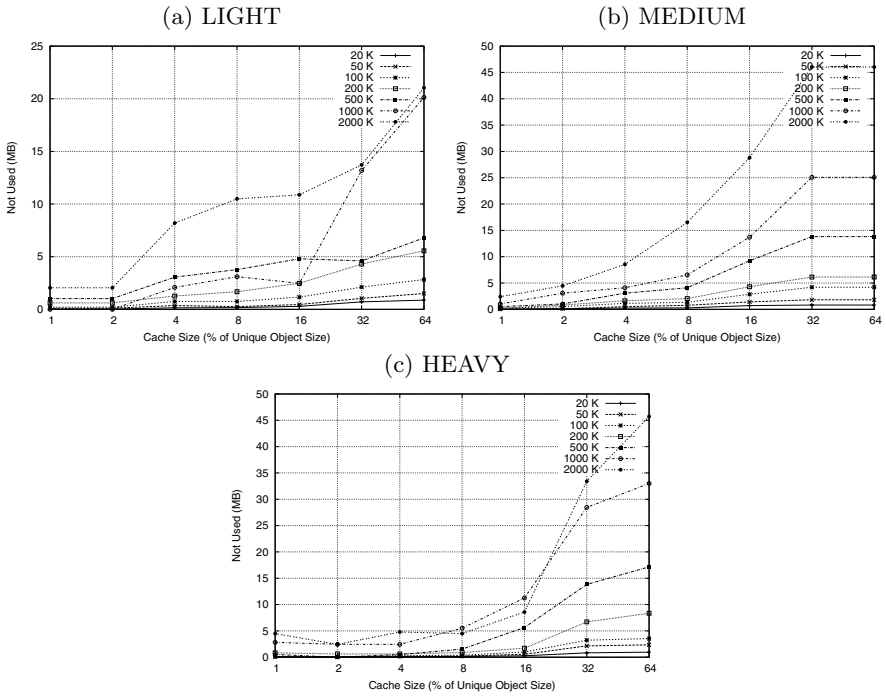 (a) LIGHT
25
20
15
10
5
0
Not Used (MB)
20 K
50 K
100 K
200 K
500 K
1000 K
2000 K
1 2 4 8 16 32 64
Cache Size (% of Unique Object Size)
(b) MEDIUM
50
45
40
35
30
25
20
15
10
5
0
Not Used (MB)
20 K
50 K
100 K
200 K
500 K
1000 K
2000 K
1 2 4 8 16 32 64
Cache Size (% of Unique Object Size)
(c) HEAVY
50
45
40
35
30
25
20
15
10
5
0
Not Used (MB)
20 K
50 K
100 K
200 K
500 K
1000 K
2000 K
1 2 4 8 16 32 64
Cache Size (% of Unique Object Size)